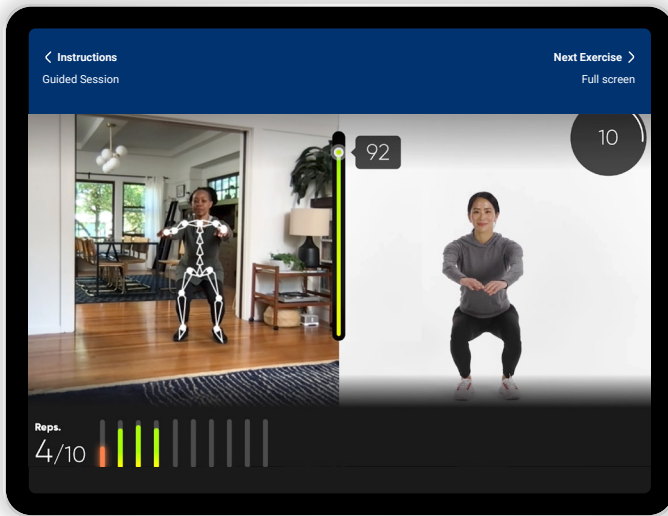 Instructions
Next Exercise
Guided Session
Full screen
92
10
Reps.
4/10